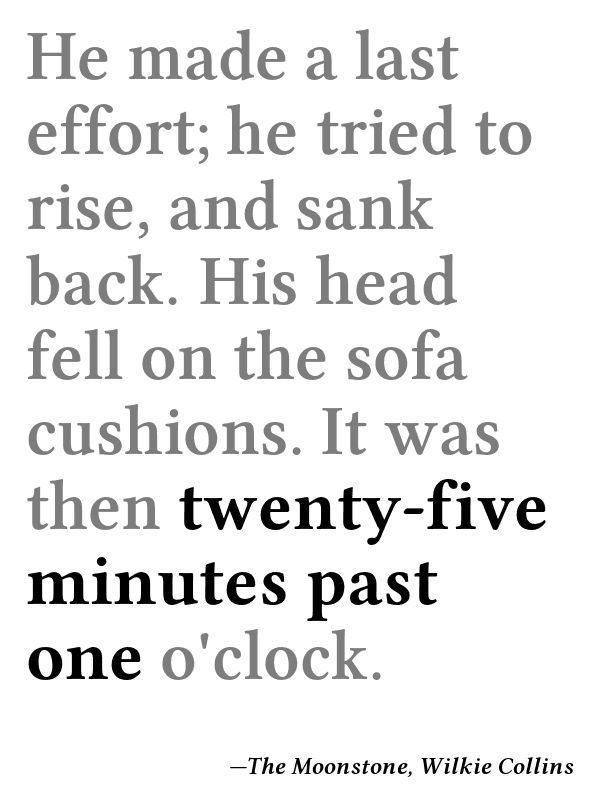 He made a last
effort; he tried to
rise, and sank
back. His head
fell on the sofa
cushions. It was
then twenty-five
minutes past
one o'clock.
—The Moonstone, Wilkie Collins